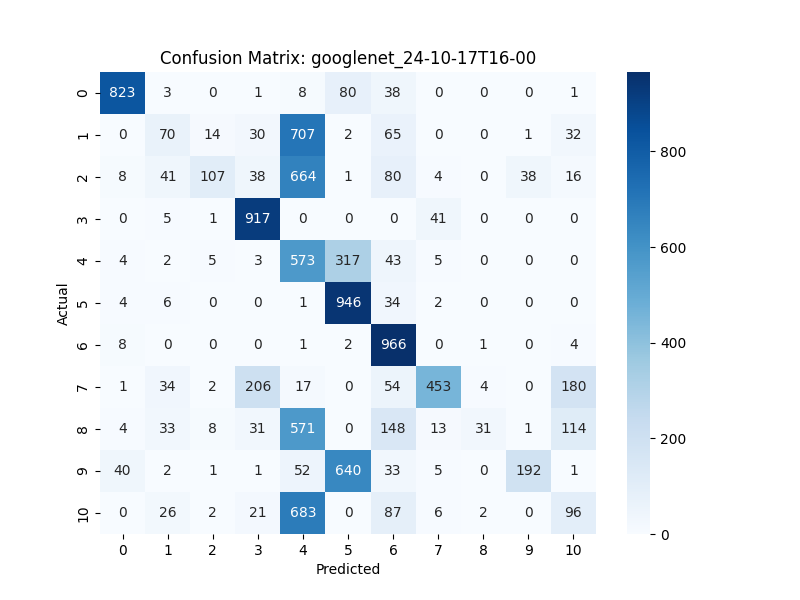 Confusion Matrix: googlenet_24-10-17T16-00
0 823 3 0 1 8 80 38 0 0 0 1
1 0 70 14 30 707 2 65 0 0 1 32
2 8 41 107 38 664 1 80 4 0 38 16
3 0 5 1 917 0 0 0 41 0 0 0
4 4 2 5 3 573 317 43 5 0 0 0
5 4 6 0 0 1 946 34 2 0 0 0
6 8 0 0 0 1 2 966 0 1 0 4
7 1 34 2 206 17 0 54 453 4 0 180
8 4 33 8 31 571 0 148 13 31 1 114
9 40 2 1 1 52 640 33 5 0 192 1
10 0 26 2 21 683 0 87 6 2 0 96
0 1 2 3 4 5 6 7 8 9 10
Predicted
Actual
800
600
400
200
0